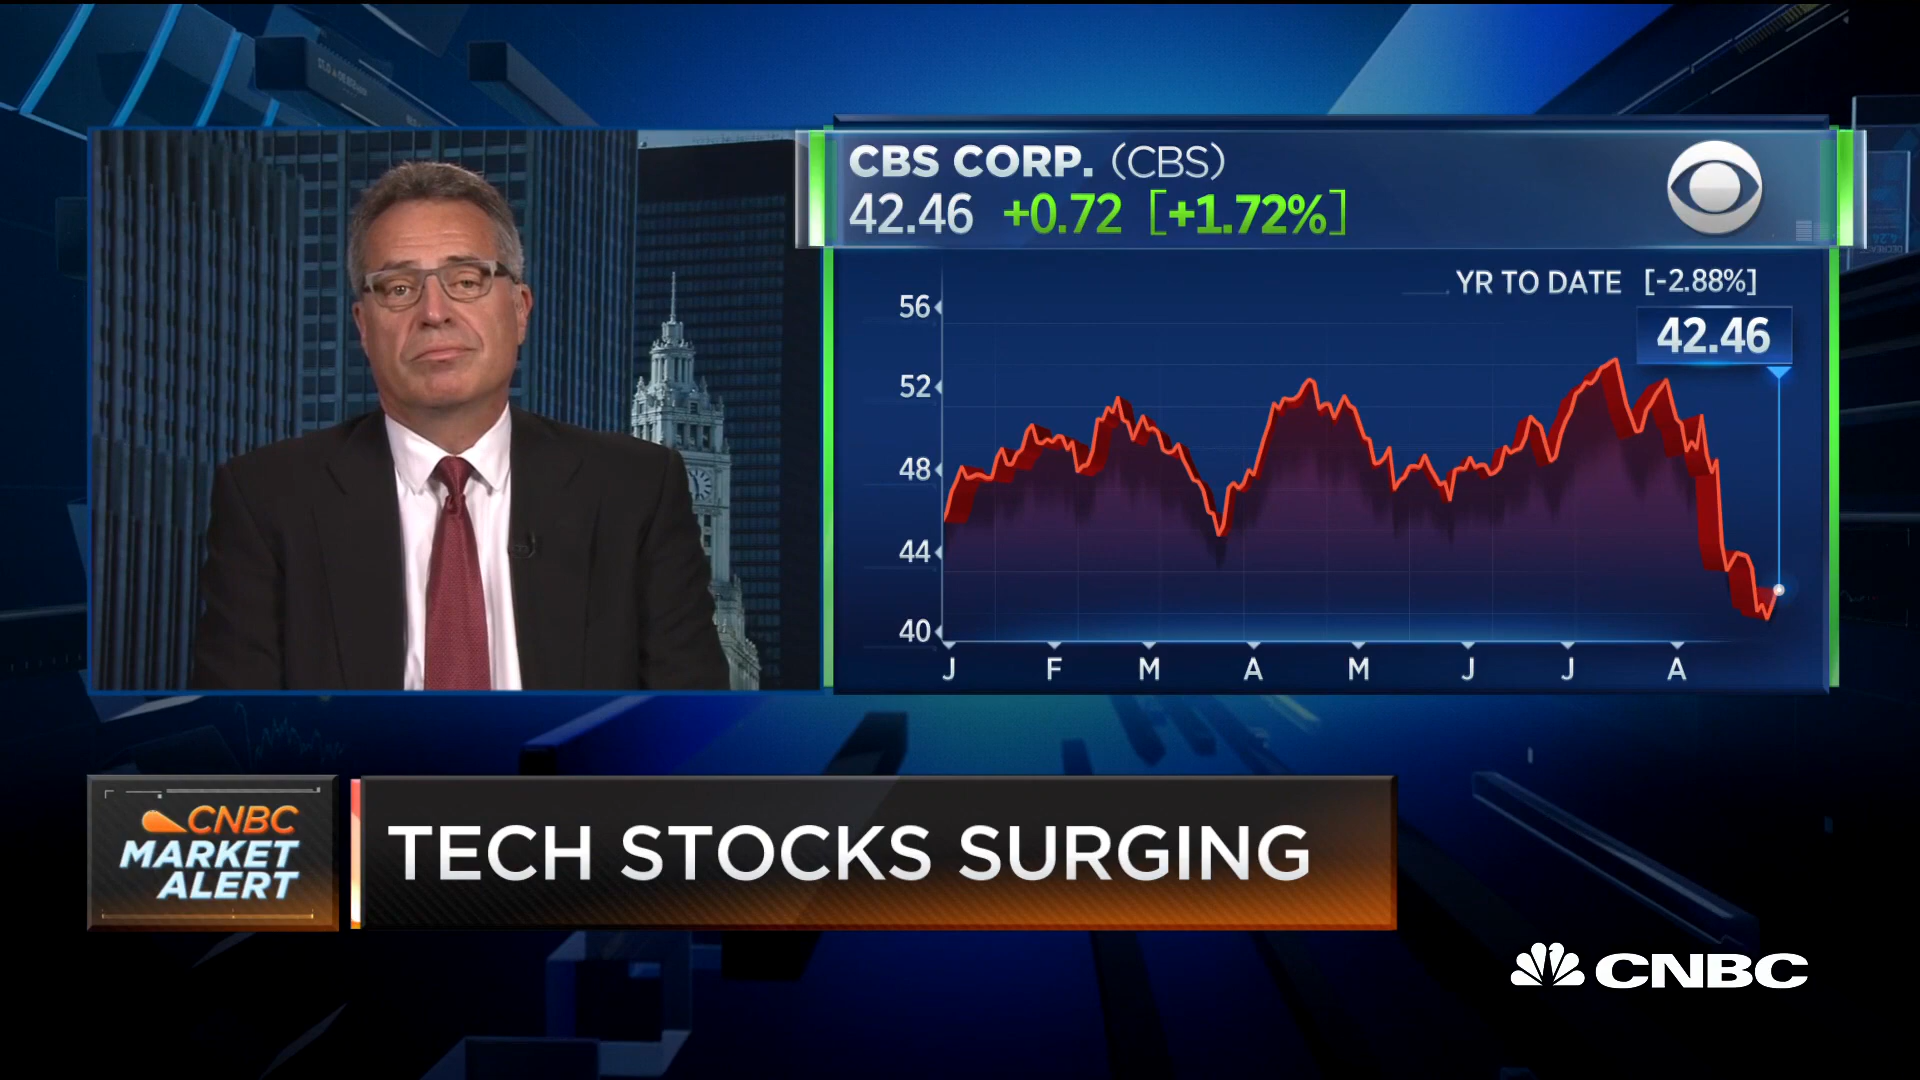 CBS CORP. (CBS)
42.46 +0.72 [+1.72%]
YR TO DATE [-2.88%]
42.46
56
52
48
44
40
J F M A M J J A
CNBC
MARKET
ALERT
TECH STOCKS SURGING
CNBC